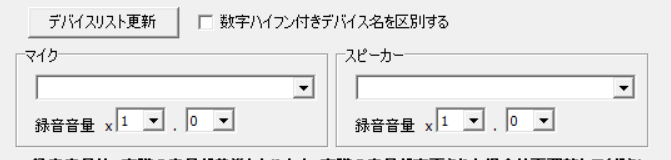 デバイスリスト更新
数字ハイフン付きデバイス名を区別する
マイク
スピーカー
録音音量 x 1 . 0
録音音量 x 1 . 0